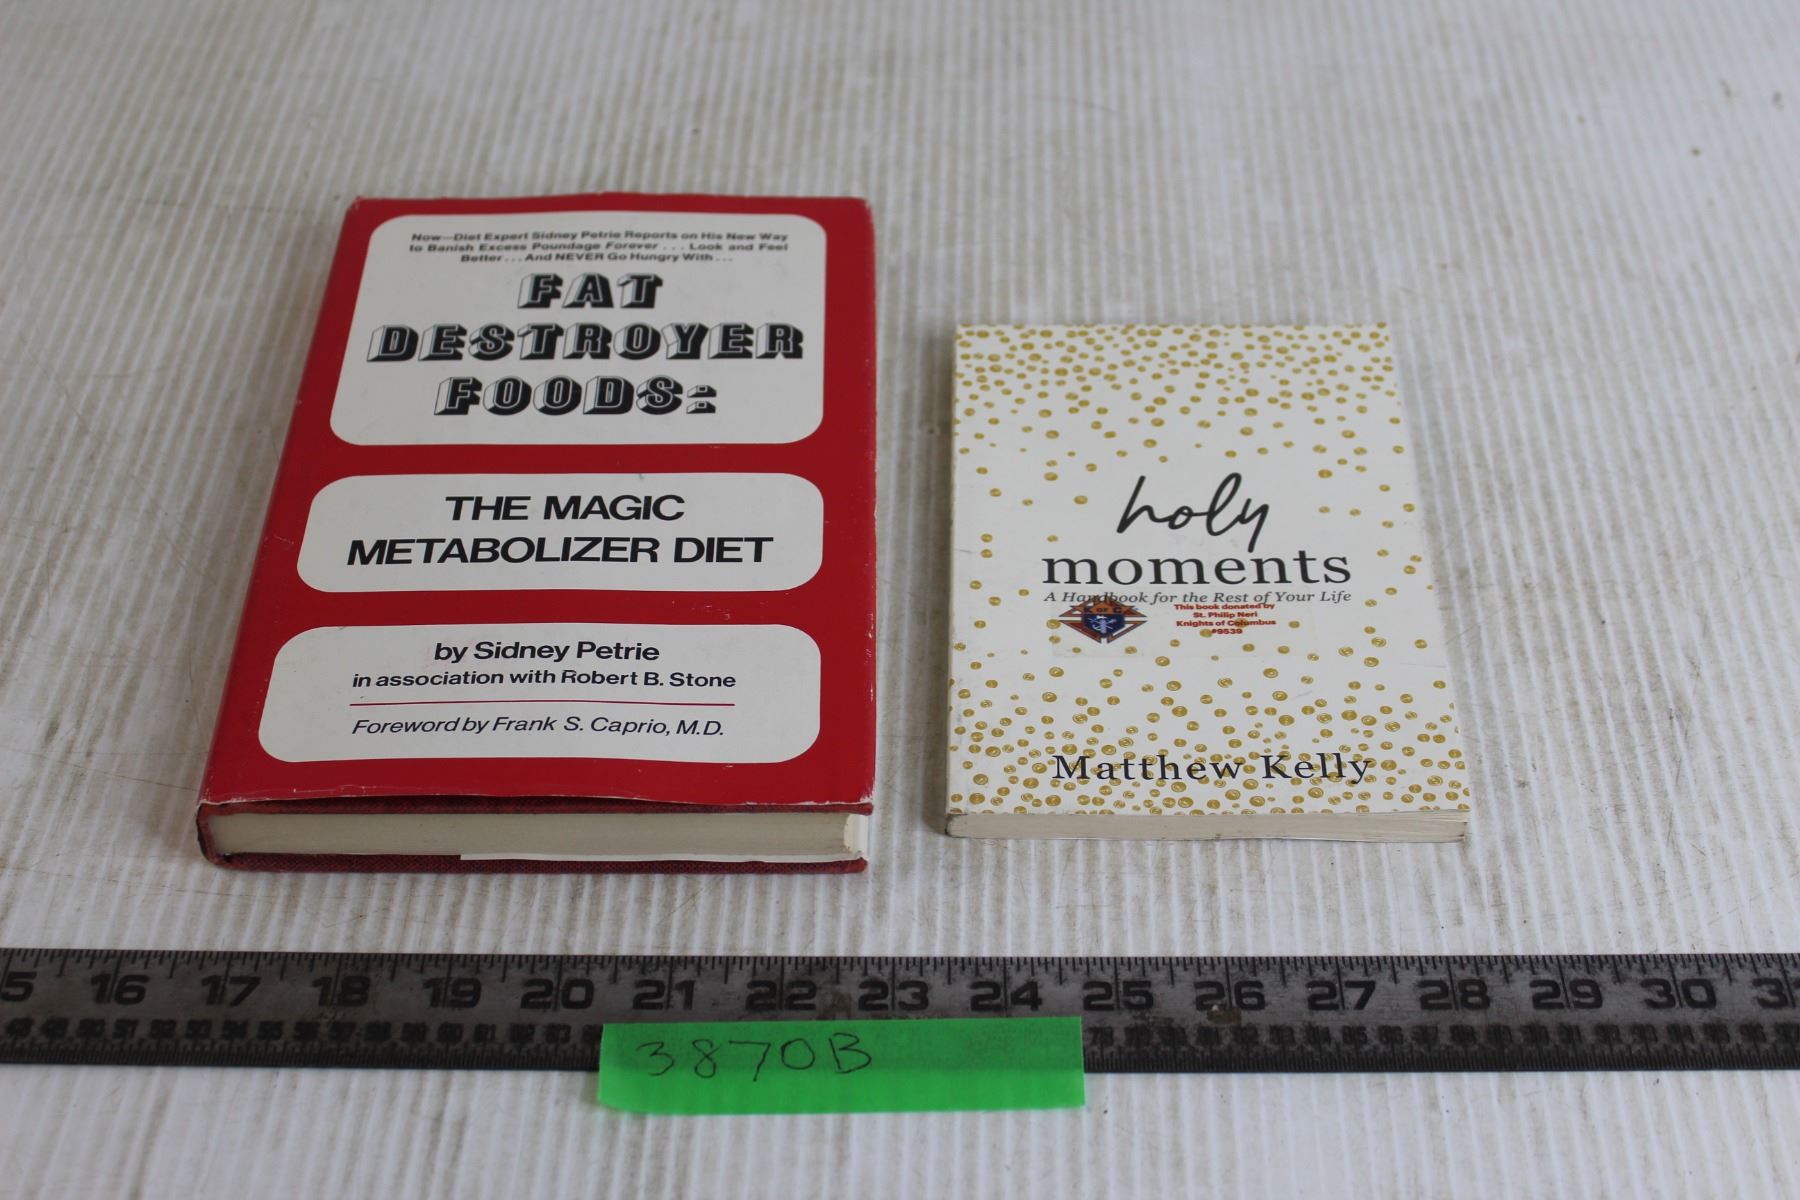 Now—Diet Expert Sidney Petrie Reports on His New Way
to Banish Excess Poundage Forever . . . Look and Feel
Better . . . And NEVER Go Hungry With . . .
FAT
DESTROYER
FOODS:
THE MAGIC
METABOLIZER DIET
by Sidney Petrie
in association with Robert B. Stone
Foreword by Frank S. Caprio, M.D.
holy
moments
A Handbook for the Rest of Your Life
K OF C
This book donated by
St. Philip Neri
Knights of Columbus
#9539
Matthew Kelly
5 16 17 18 19 20 21 22 23 24 25 26 27 28 29 30 3
3870B